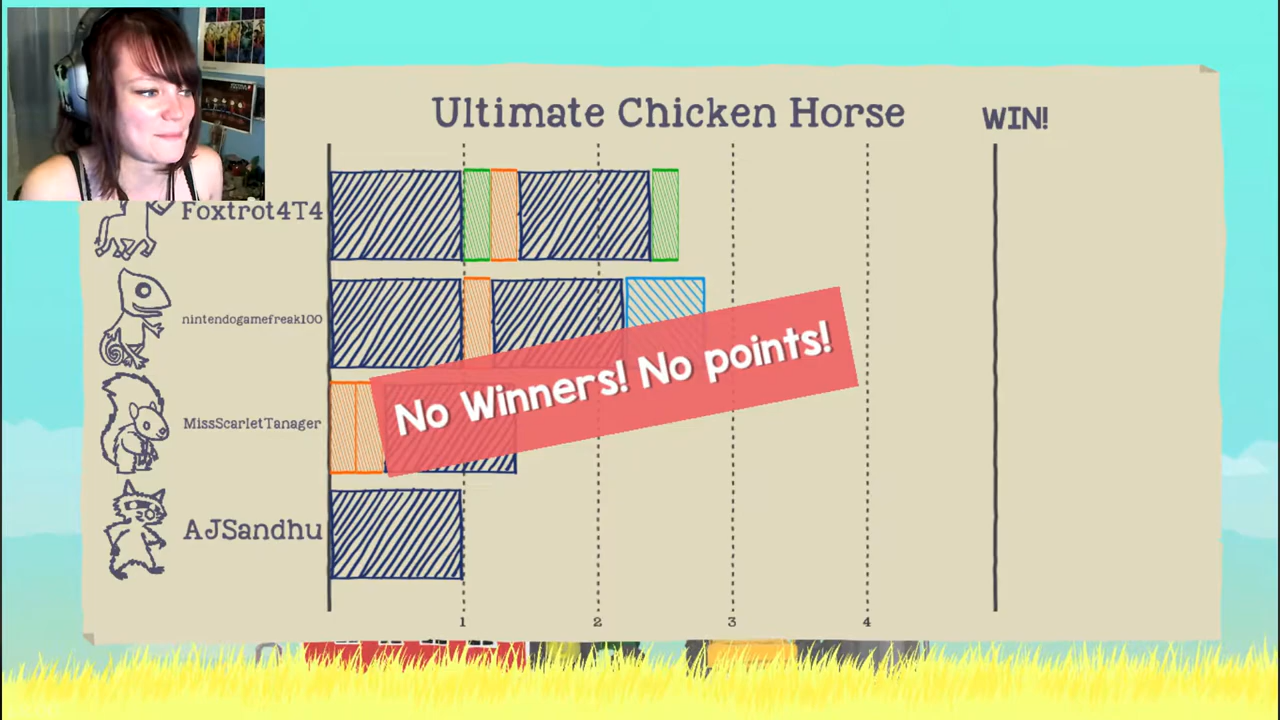 Ultimate Chicken Horse
WIN!
Foxtrot4T4
nintendogamefreak100
No Winners! No points!
MissScarletTanager
AJSandhu
1 2 3 4